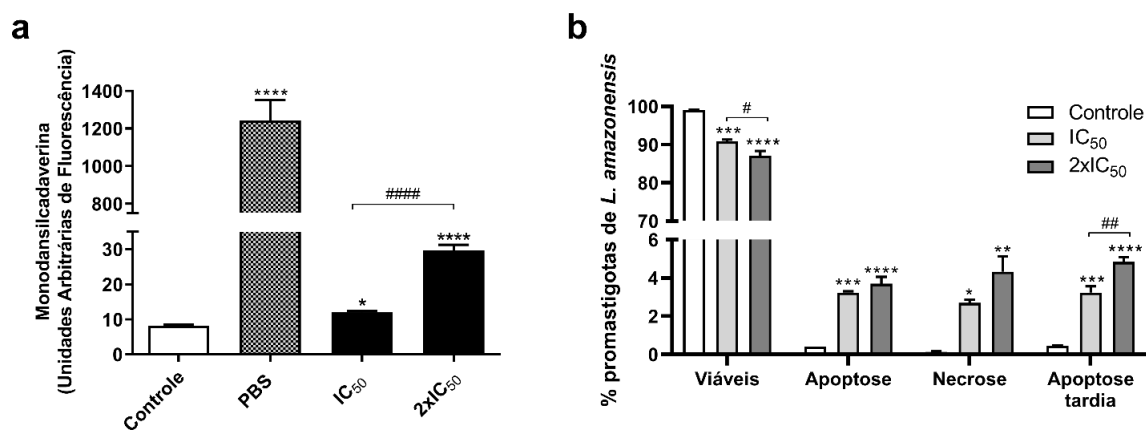 a
Monodansilcadaverina
(Unidades Arbitrárias de Fluorescência)
1400
1200
1000
800
600
30
20
10
0
****
####
*
****
Controle
PBS
IC50
2xIC50
b
% promastigotas de L. amazonensis
100
90
80
70
6
4
2
0
#
***
****
***
****
*
**
##
***
****
Controle
IC50
2xIC50
Viáveis
Apoptose
Necrose
Apoptose
tardia